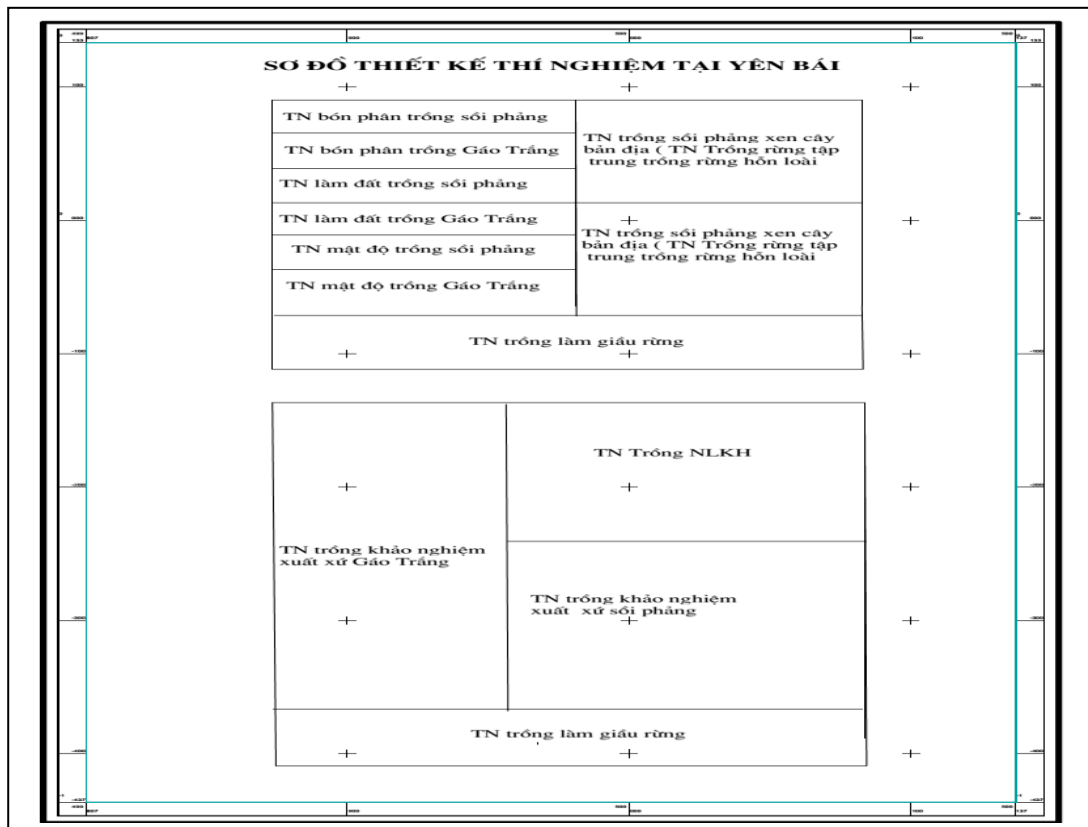 SƠ ĐỒ THIẾT KẾ THÍ NGHIỆM TẠI YÊN BÁI
TN bón phân trồng sồi phảng
TN bón phân trồng Gáo Trắng
TN làm đất trồng sồi phảng
TN làm đất trồng Gáo Trắng
TN mật độ trồng sồi phảng
TN mật độ trồng Gáo Trắng
TN trồng sồi phảng xen cây
bản địa ( TN Trồng rừng tập
trung trồng rừng hỗn loài
TN trồng sồi phảng xen cây
bản địa ( TN Trồng rừng tập
trung trồng rừng hỗn loài
TN trồng làm giầu rừng
TN Trồng NLKH
TN trồng khảo nghiệm
xuất xứ Gáo Trắng
TN trồng khảo nghiệm
xuất xứ sồi phảng
TN trồng làm giầu rừng